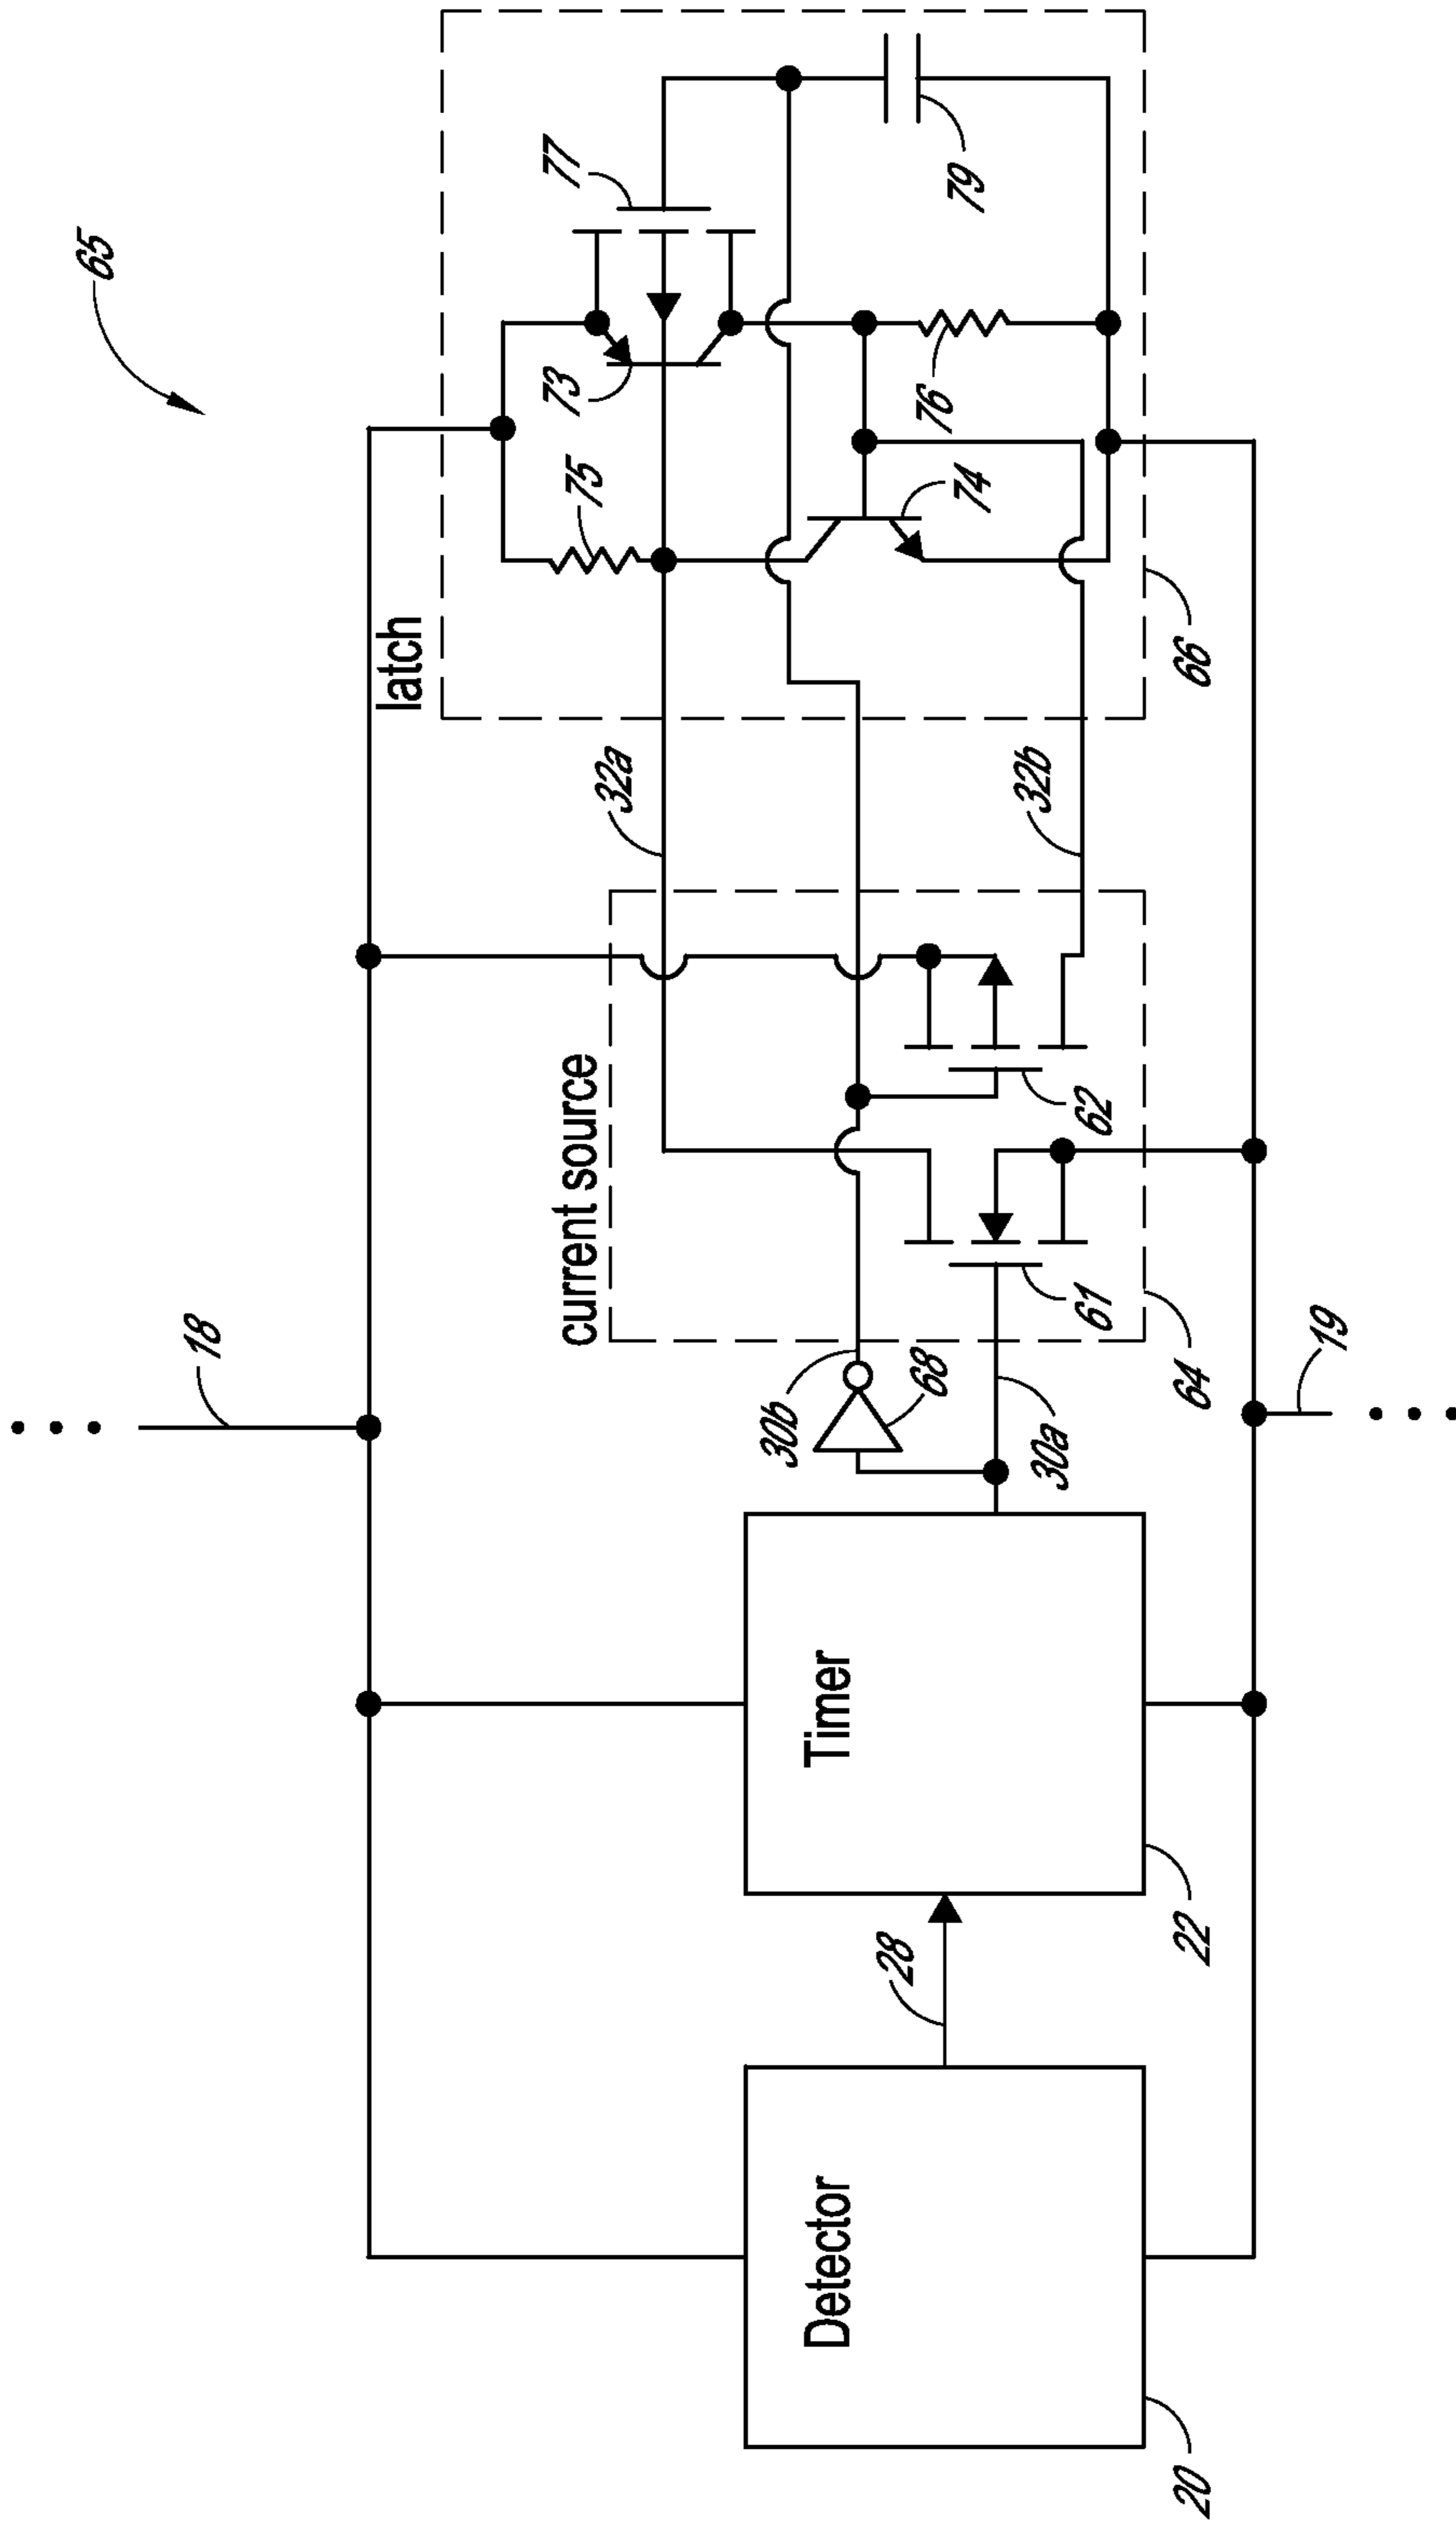 65
18
latch
77
73
75
79
76
74
66
32a
32b
current source
62
61
64
30b
68
30a
19
Timer
22
28
Detector
20